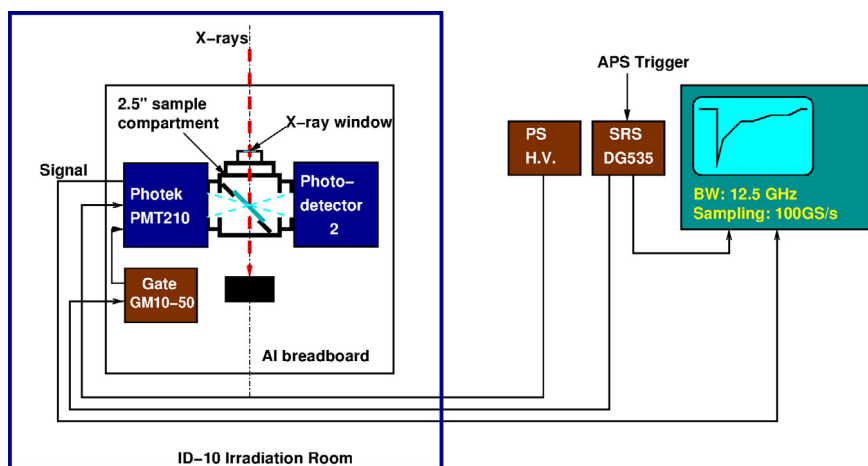 X-rays
APS Trigger
2.5" sample
compartment
X-ray window
PS
H.V.
SRS
DG535
Signal
Photek
PMT210
Photo-
detector
2
BW: 12.5 GHz
Sampling: 100GS/s
Gate
GM10-50
Al breadboard
ID-10 Irradiation Room